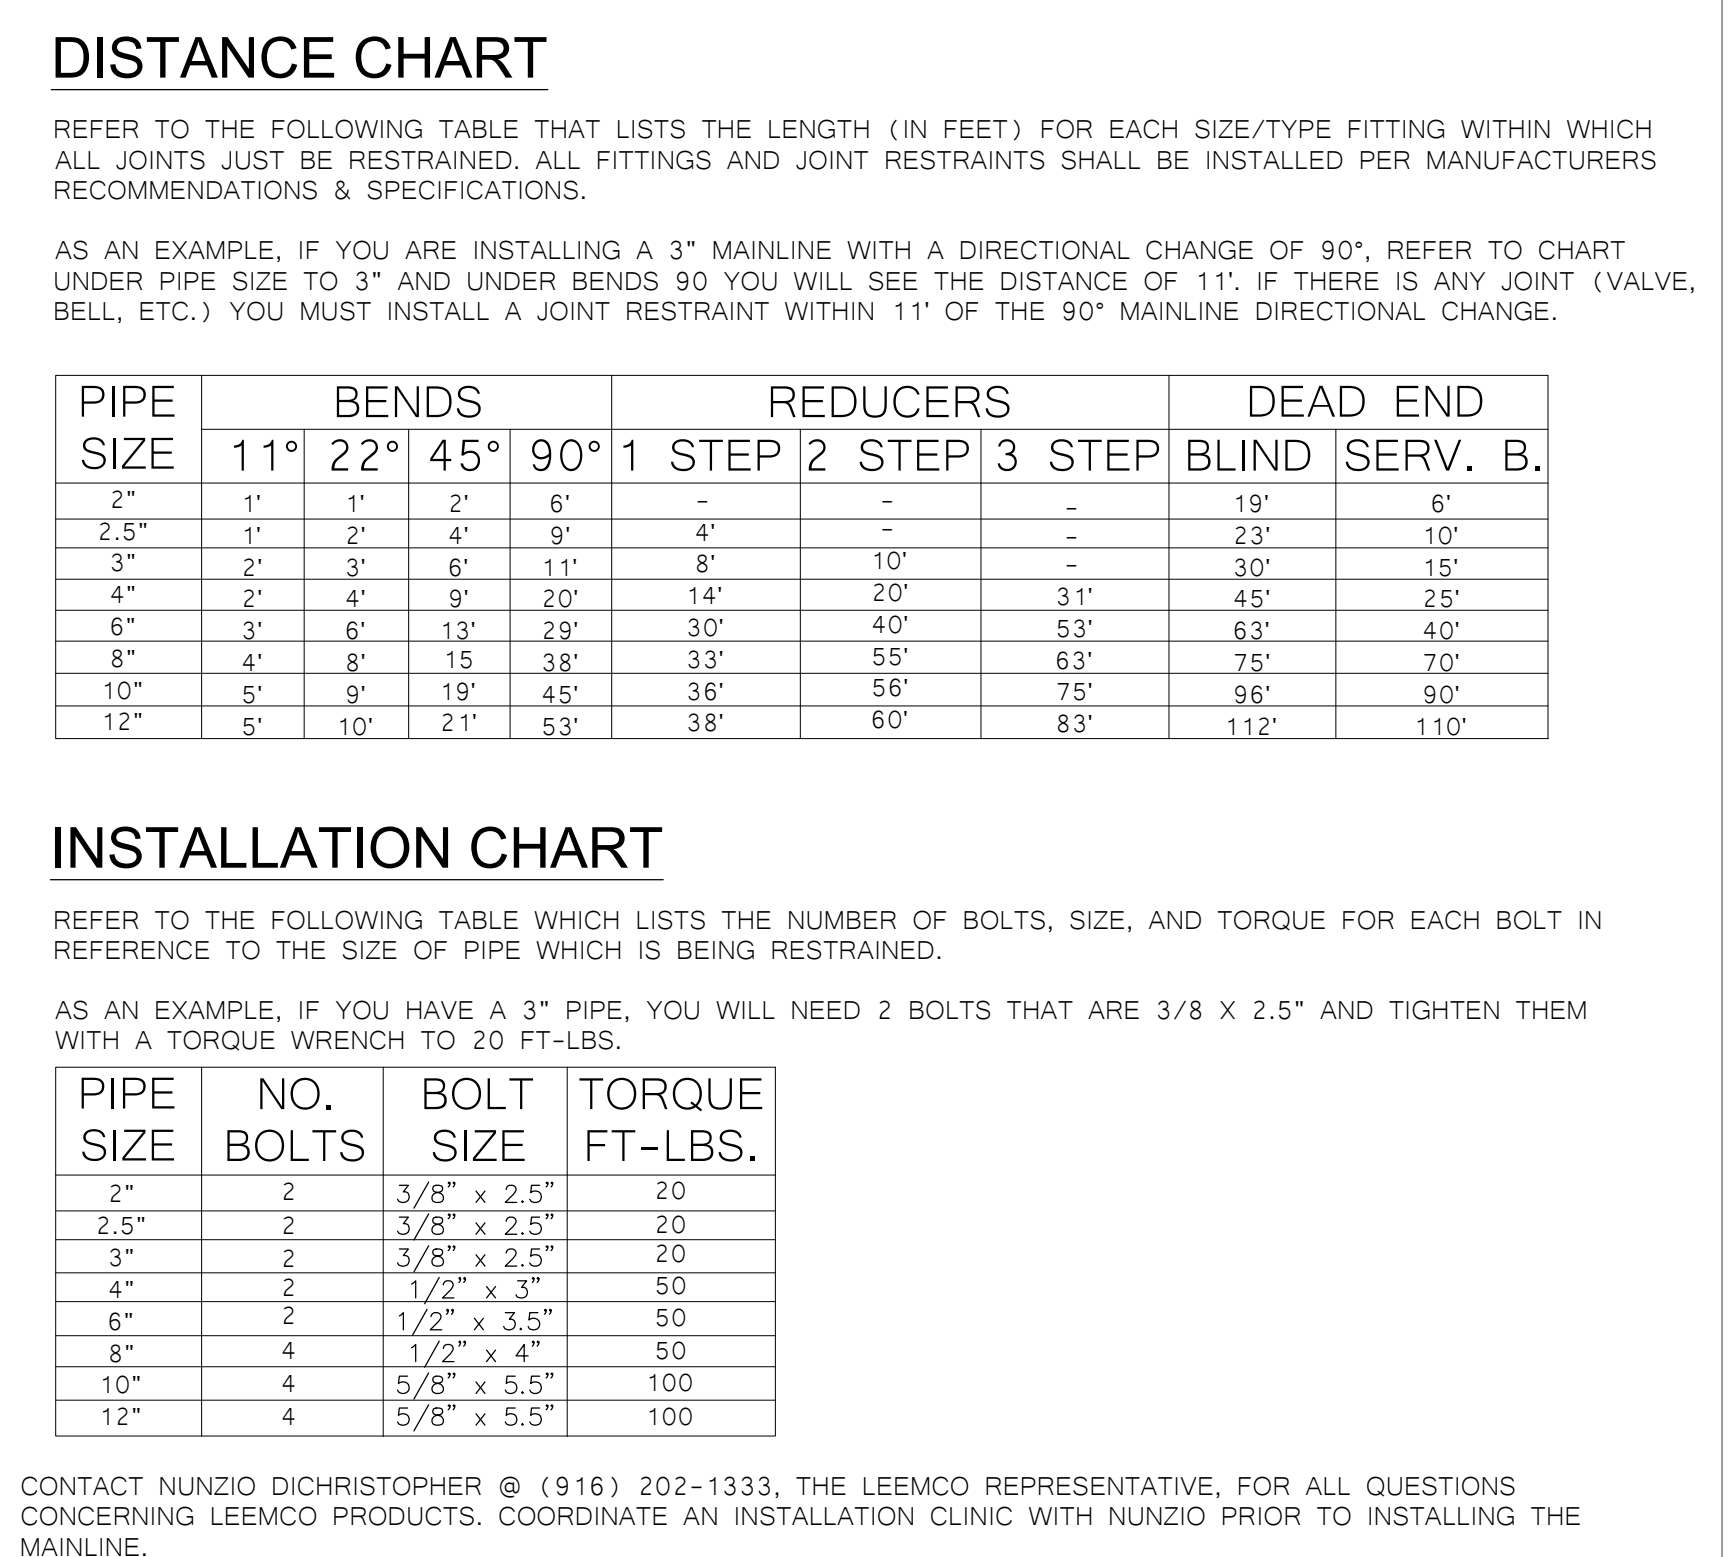 DISTANCE CHART
REFER TO THE FOLLOWING TABLE THAT LISTS THE LENGTH (IN FEET) FOR EACH SIZE/TYPE FITTING WITHIN WHICH
ALL JOINTS JUST BE RESTRAINED. ALL FITTINGS AND JOINT RESTRAINTS SHALL BE INSTALLED PER MANUFACTURERS
RECOMMENDATIONS & SPECIFICATIONS.
AS AN EXAMPLE, IF YOU ARE INSTALLING A 3" MAINLINE WITH A DIRECTIONAL CHANGE OF 90°, REFER TO CHART
UNDER PIPE SIZE TO 3" AND UNDER BENDS 90 YOU WILL SEE THE DISTANCE OF 11'. IF THERE IS ANY JOINT (VALVE,
BELL, ETC.) YOU MUST INSTALL A JOINT RESTRAINT WITHIN 11' OF THE 90° MAINLINE DIRECTIONAL CHANGE.
PIPE BENDS REDUCERS DEAD END
SIZE 11° 22° 45° 90° 1 STEP 2 STEP 3 STEP BLIND SERV. B.
2" 1' 1' 2' 6' - - - 19' 6'
2.5" 1' 2' 4' 9' 4' - - 23' 10'
3" 2' 3' 6' 11' 8' 10' - 30' 15'
4" 2' 4' 9' 20' 14' 20' 31' 45' 25'
6" 3' 6' 13' 29' 30' 40' 53' 63' 40'
8" 4' 8' 15 38' 33' 55' 63' 75' 70'
10" 5' 9' 19' 45' 36' 56' 75' 96' 90'
12" 5' 10' 21' 53' 38' 60' 83' 112' 110'
INSTALLATION CHART
REFER TO THE FOLLOWING TABLE WHICH LISTS THE NUMBER OF BOLTS, SIZE, AND TORQUE FOR EACH BOLT IN
REFERENCE TO THE SIZE OF PIPE WHICH IS BEING RESTRAINED.
AS AN EXAMPLE, IF YOU HAVE A 3" PIPE, YOU WILL NEED 2 BOLTS THAT ARE 3/8 X 2.5" AND TIGHTEN THEM
WITH A TORQUE WRENCH TO 20 FT-LBS.
PIPE NO. BOLT TORQUE
SIZE BOLTS SIZE FT-LBS.
2" 2 3/8” x 2.5” 20
2.5" 2 3/8” x 2.5” 20
3" 2 3/8” x 2.5” 20
4" 2 1/2” x 3” 50
6" 2 1/2” x 3.5” 50
8" 4 1/2” x 4” 50
10" 4 5/8” x 5.5” 100
12" 4 5/8” x 5.5” 100
CONTACT NUNZIO DICHRISTOPHER @ (916) 202-1333, THE LEEMCO REPRESENTATIVE, FOR ALL QUESTIONS
CONCERNING LEEMCO PRODUCTS. COORDINATE AN INSTALLATION CLINIC WITH NUNZIO PRIOR TO INSTALLING THE
MAINLINE.